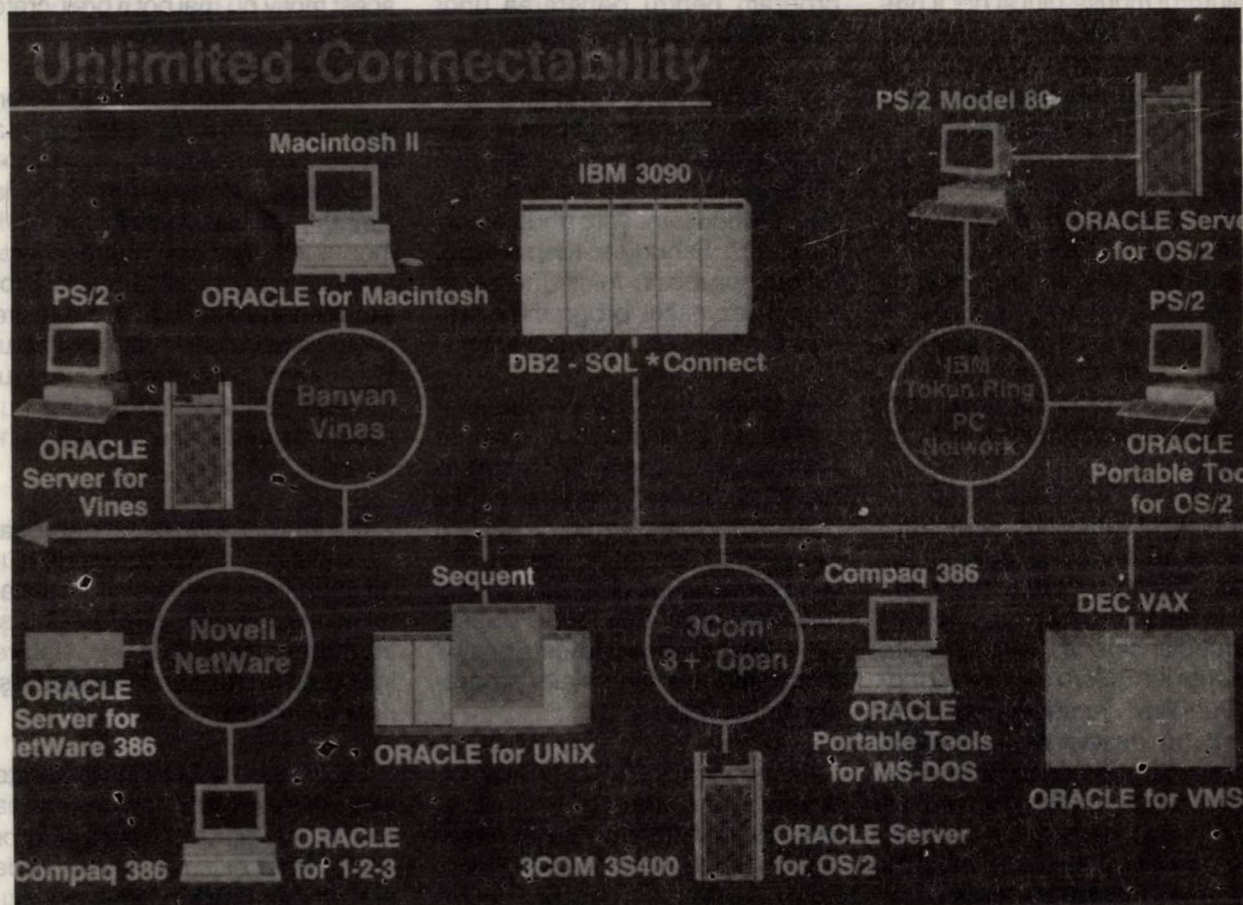 Unlimited Connectability
Macintosh II
ORACLE for Macintosh
IBM 3090
DB2 - SQL *Connect
PS/2 Model 80
ORACLE Serve
for OS/2
PS/2
ORACLE
Server for
Vines
Banyan
Vines
IBM
Token Ring
PC
Network
PS/2
ORACLE
Portable Too
for OS/2
Novell
NetWare
ORACLE
Server for
NetWare 386
Compaq 386
ORACLE
for 1-2-3
Sequent
ORACLE for UNIX
3Com
3+ Open
Compaq 386
ORACLE
Portable Tools
for MS-DOS
3COM 3S400
ORACLE Server
for OS/2
DEC VAX
ORACLE for VMS